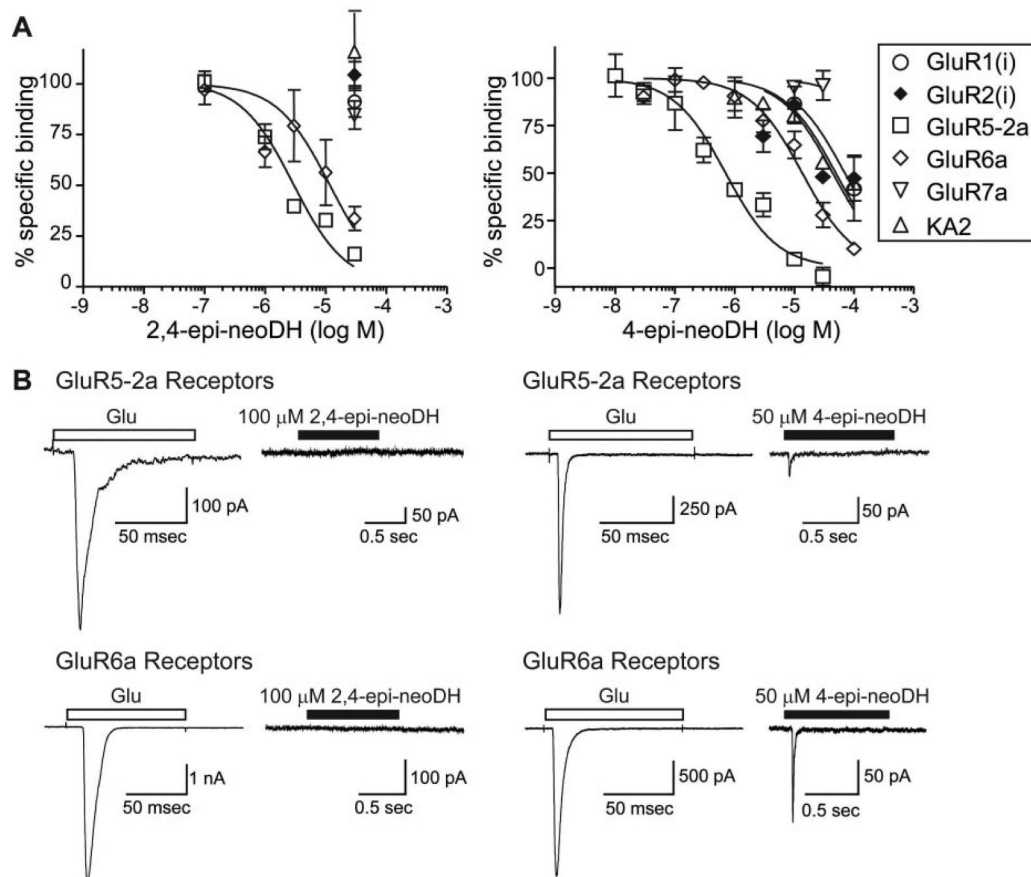 A
% specific binding
100
75
50
25
0
-9 -8 -7 -6 -5 -4 -3
2,4-epi-neoDH (log M)
% specific binding
100
75
50
25
0
-9 -8 -7 -6 -5 -4 -3
4-epi-neoDH (log M)
GluR1(i)
GluR2(i)
GluR5-2a
GluR6a
GluR7a
KA2
B
GluR5-2a Receptors
Glu
100 pA
50 msec
100 μM 2,4-epi-neoDH
50 pA
0.5 sec
GluR5-2a Receptors
Glu
250 pA
50 msec
50 μM 4-epi-neoDH
50 pA
0.5 sec
GluR6a Receptors
Glu
1 nA
50 msec
100 μM 2,4-epi-neoDH
100 pA
0.5 sec
GluR6a Receptors
Glu
500 pA
50 msec
50 μM 4-epi-neoDH
50 pA
0.5 sec